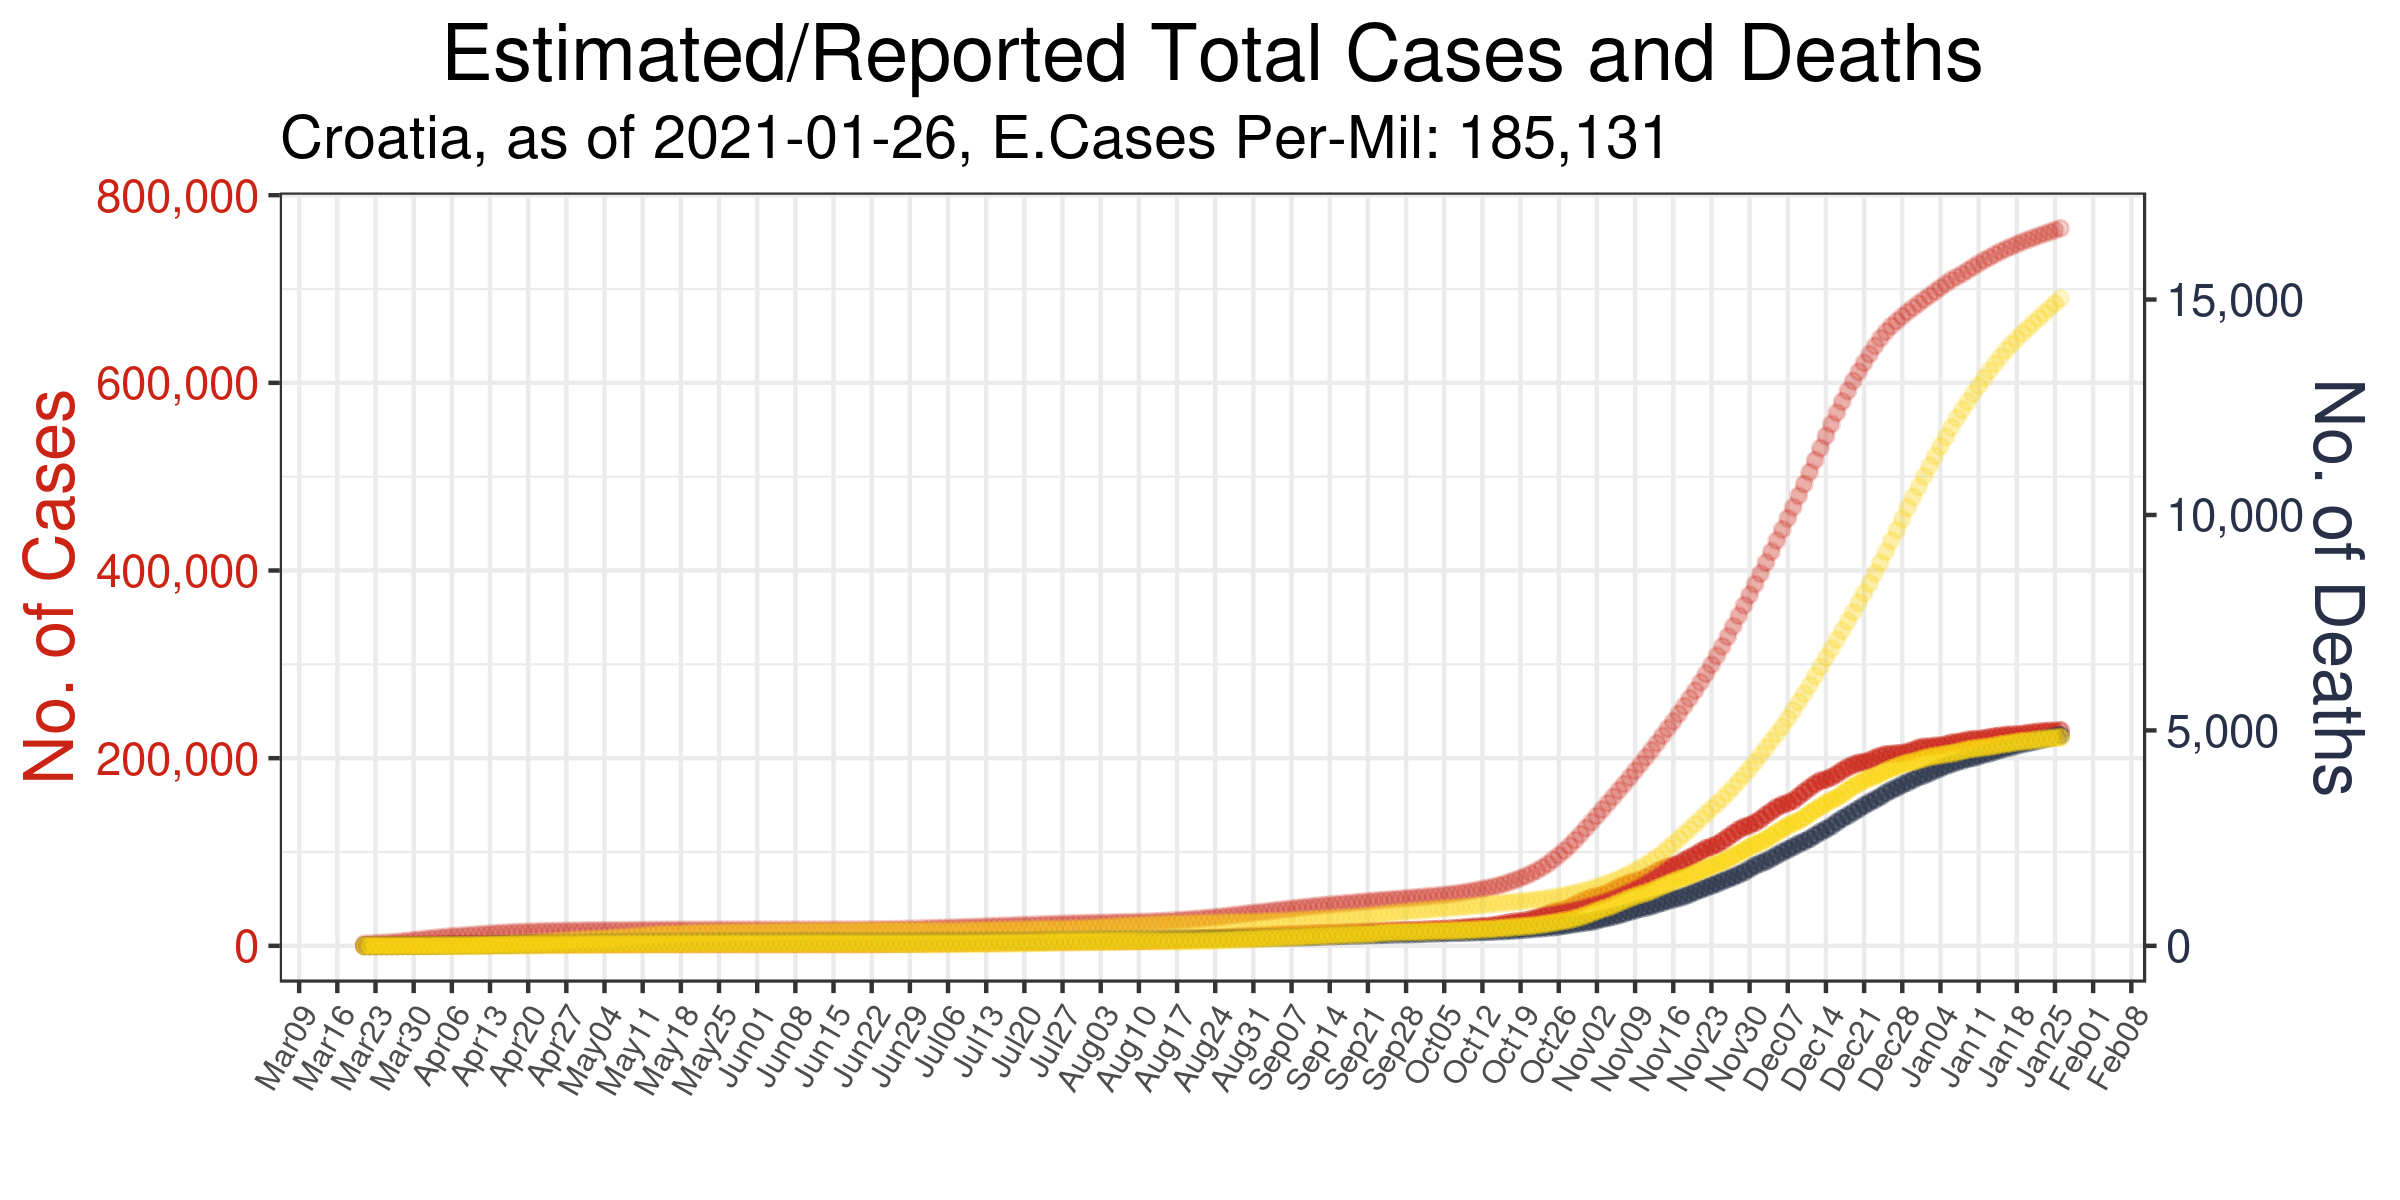 Estimated/Reported Total Cases and Deaths
Croatia, as of 2021-01-26, E.Cases Per-Mil: 185,131
No. of Cases
800,000
600,000
400,000
200,000
0
15,000
10,000
5,000
0
No. of Deaths
Mar09
Mar16
Mar23
Mar30
Apr06
Apr13
Apr20
Apr27
May04
May11
May18
May25
Jun01
Jun08
Jun15
Jun22
Jun29
Jul06
Jul13
Jul20
Jul27
Aug03
Aug10
Aug17
Aug24
Aug31
Sep07
Sep14
Sep21
Sep28
Oct05
Oct12
Oct19
Oct26
Nov02
Nov09
Nov16
Nov23
Nov30
Dec07
Dec14
Dec21
Dec28
Jan04
Jan11
Jan18
Jan25
Feb01
Feb08